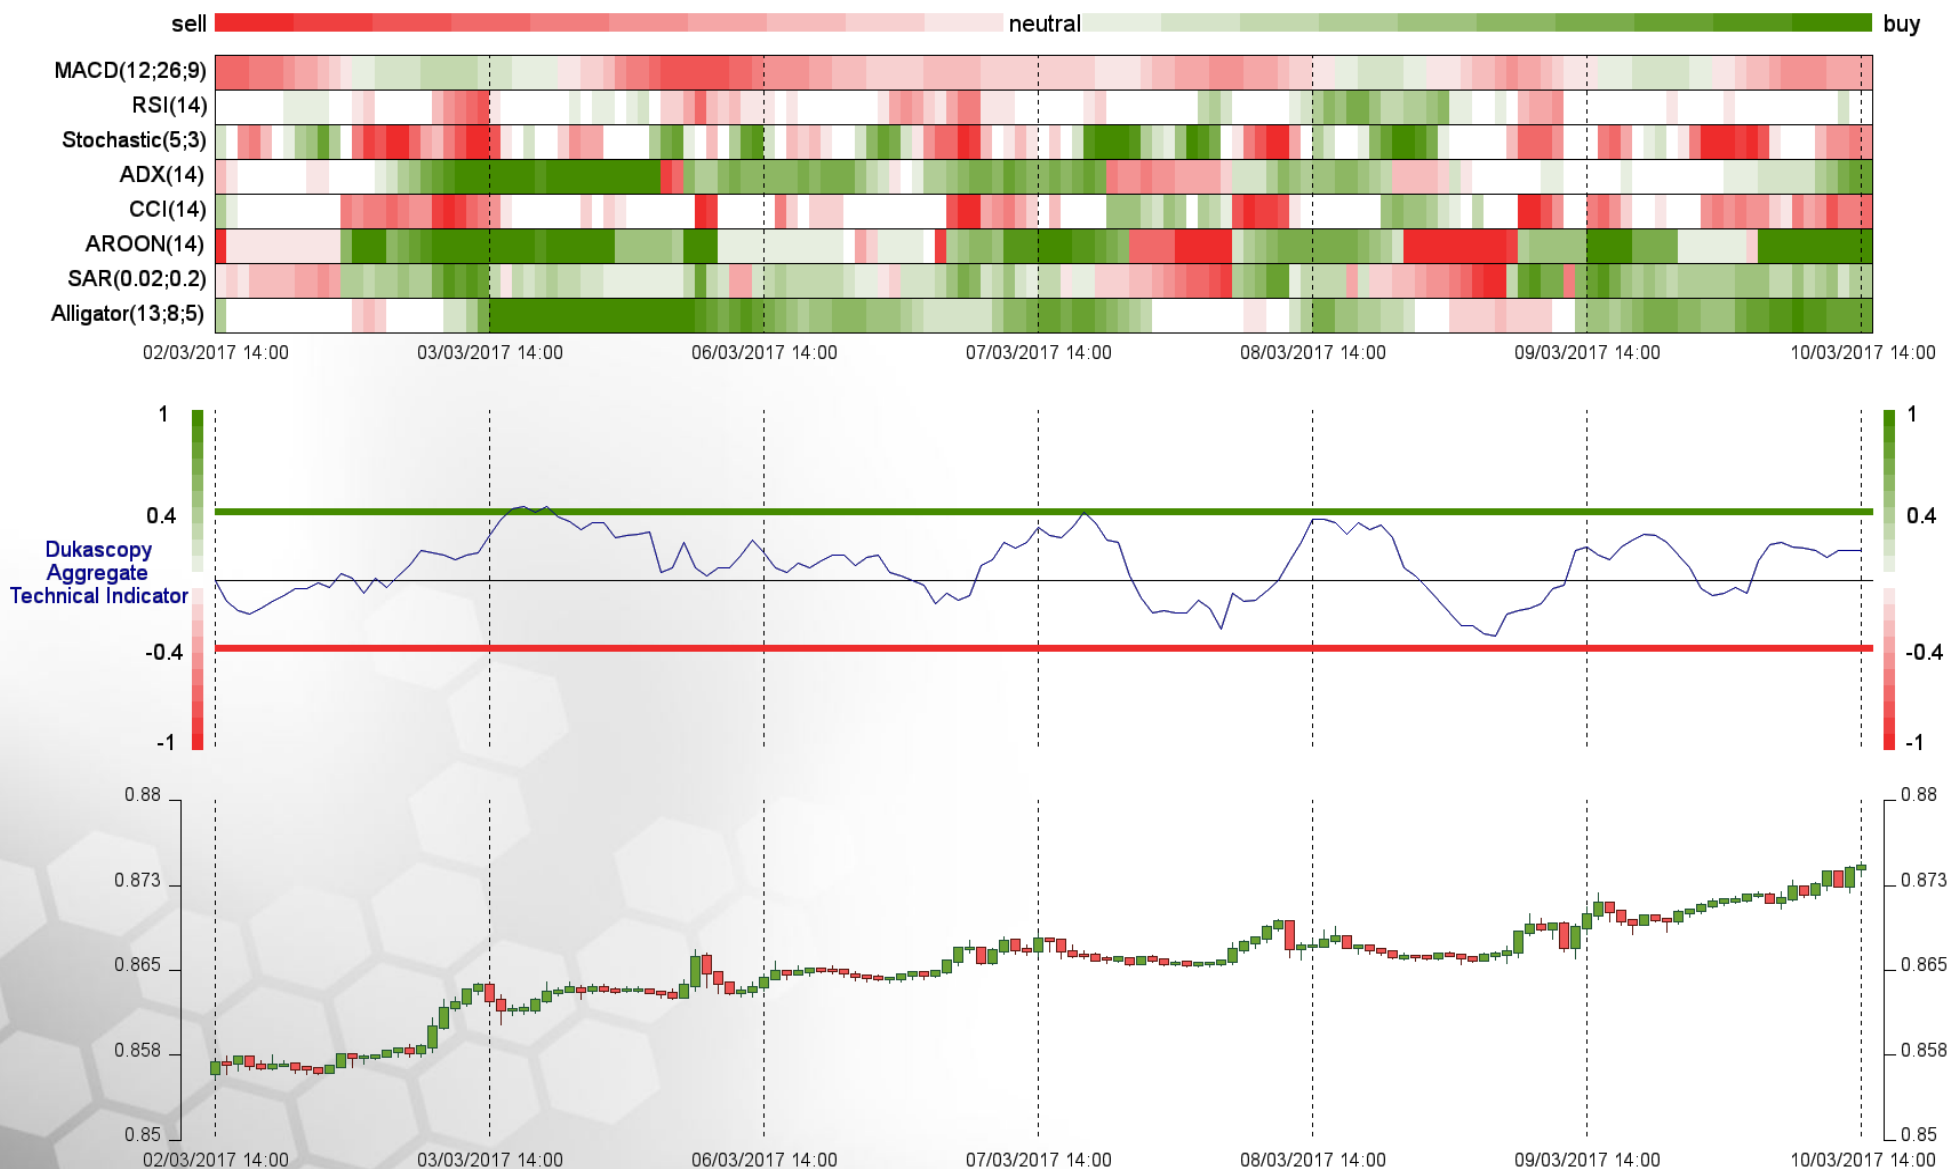 sell neutral buy
MACD(12;26;9)
RSI(14)
Stochastic(5;3)
ADX(14)
CCI(14)
AROON(14)
SAR(0.02;0.2)
Alligator(13;8;5)
02/03/2017 14:00 03/03/2017 14:00 06/03/2017 14:00 07/03/2017 14:00 08/03/2017 14:00 09/03/2017 14:00 10/03/2017 14:00
1 1
0.4 0.4
Dukascopy
Aggregate
Technical Indicator
-0.4 -0.4
-1 -1
0.88 0.88
0.873 0.873
0.865 0.865
0.858 0.858
0.85 0.85
02/03/2017 14:00 03/03/2017 14:00 06/03/2017 14:00 07/03/2017 14:00 08/03/2017 14:00 09/03/2017 14:00 10/03/2017 14:00